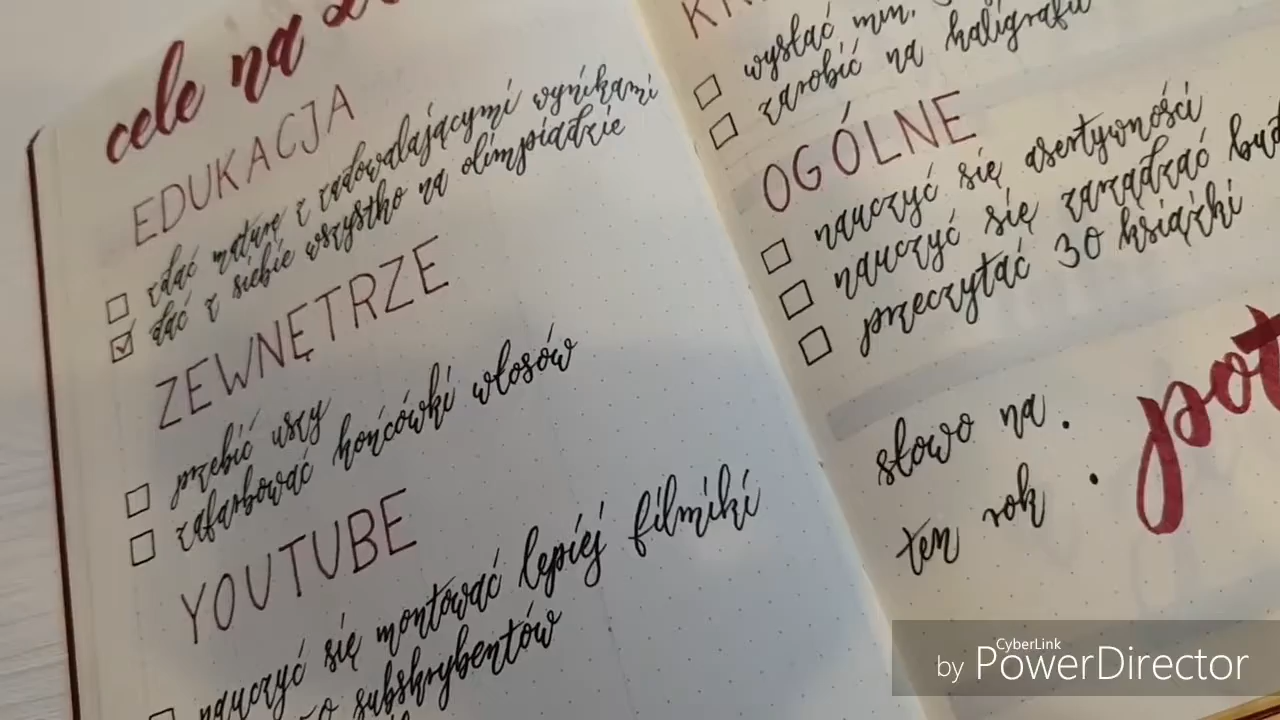 cele na
EDUKACJA
zdać maturę z zadowalającymi wynikami
dać z siebie wszystko na olimpiadzie
ZEWNĘTRZE
przebić uszy
zafarbować końcówki włosów
YOUTUBE
nauczyć się montować lepiej filmiki
subskrybentów
wysłać min.
zarobić na kaligrafii
OGÓLNE
nauczyć się asertywności
nauczyć się zarządzać
przeczytać 30 książki
słowo na .
ten rok .
CyberLink
by PowerDirector